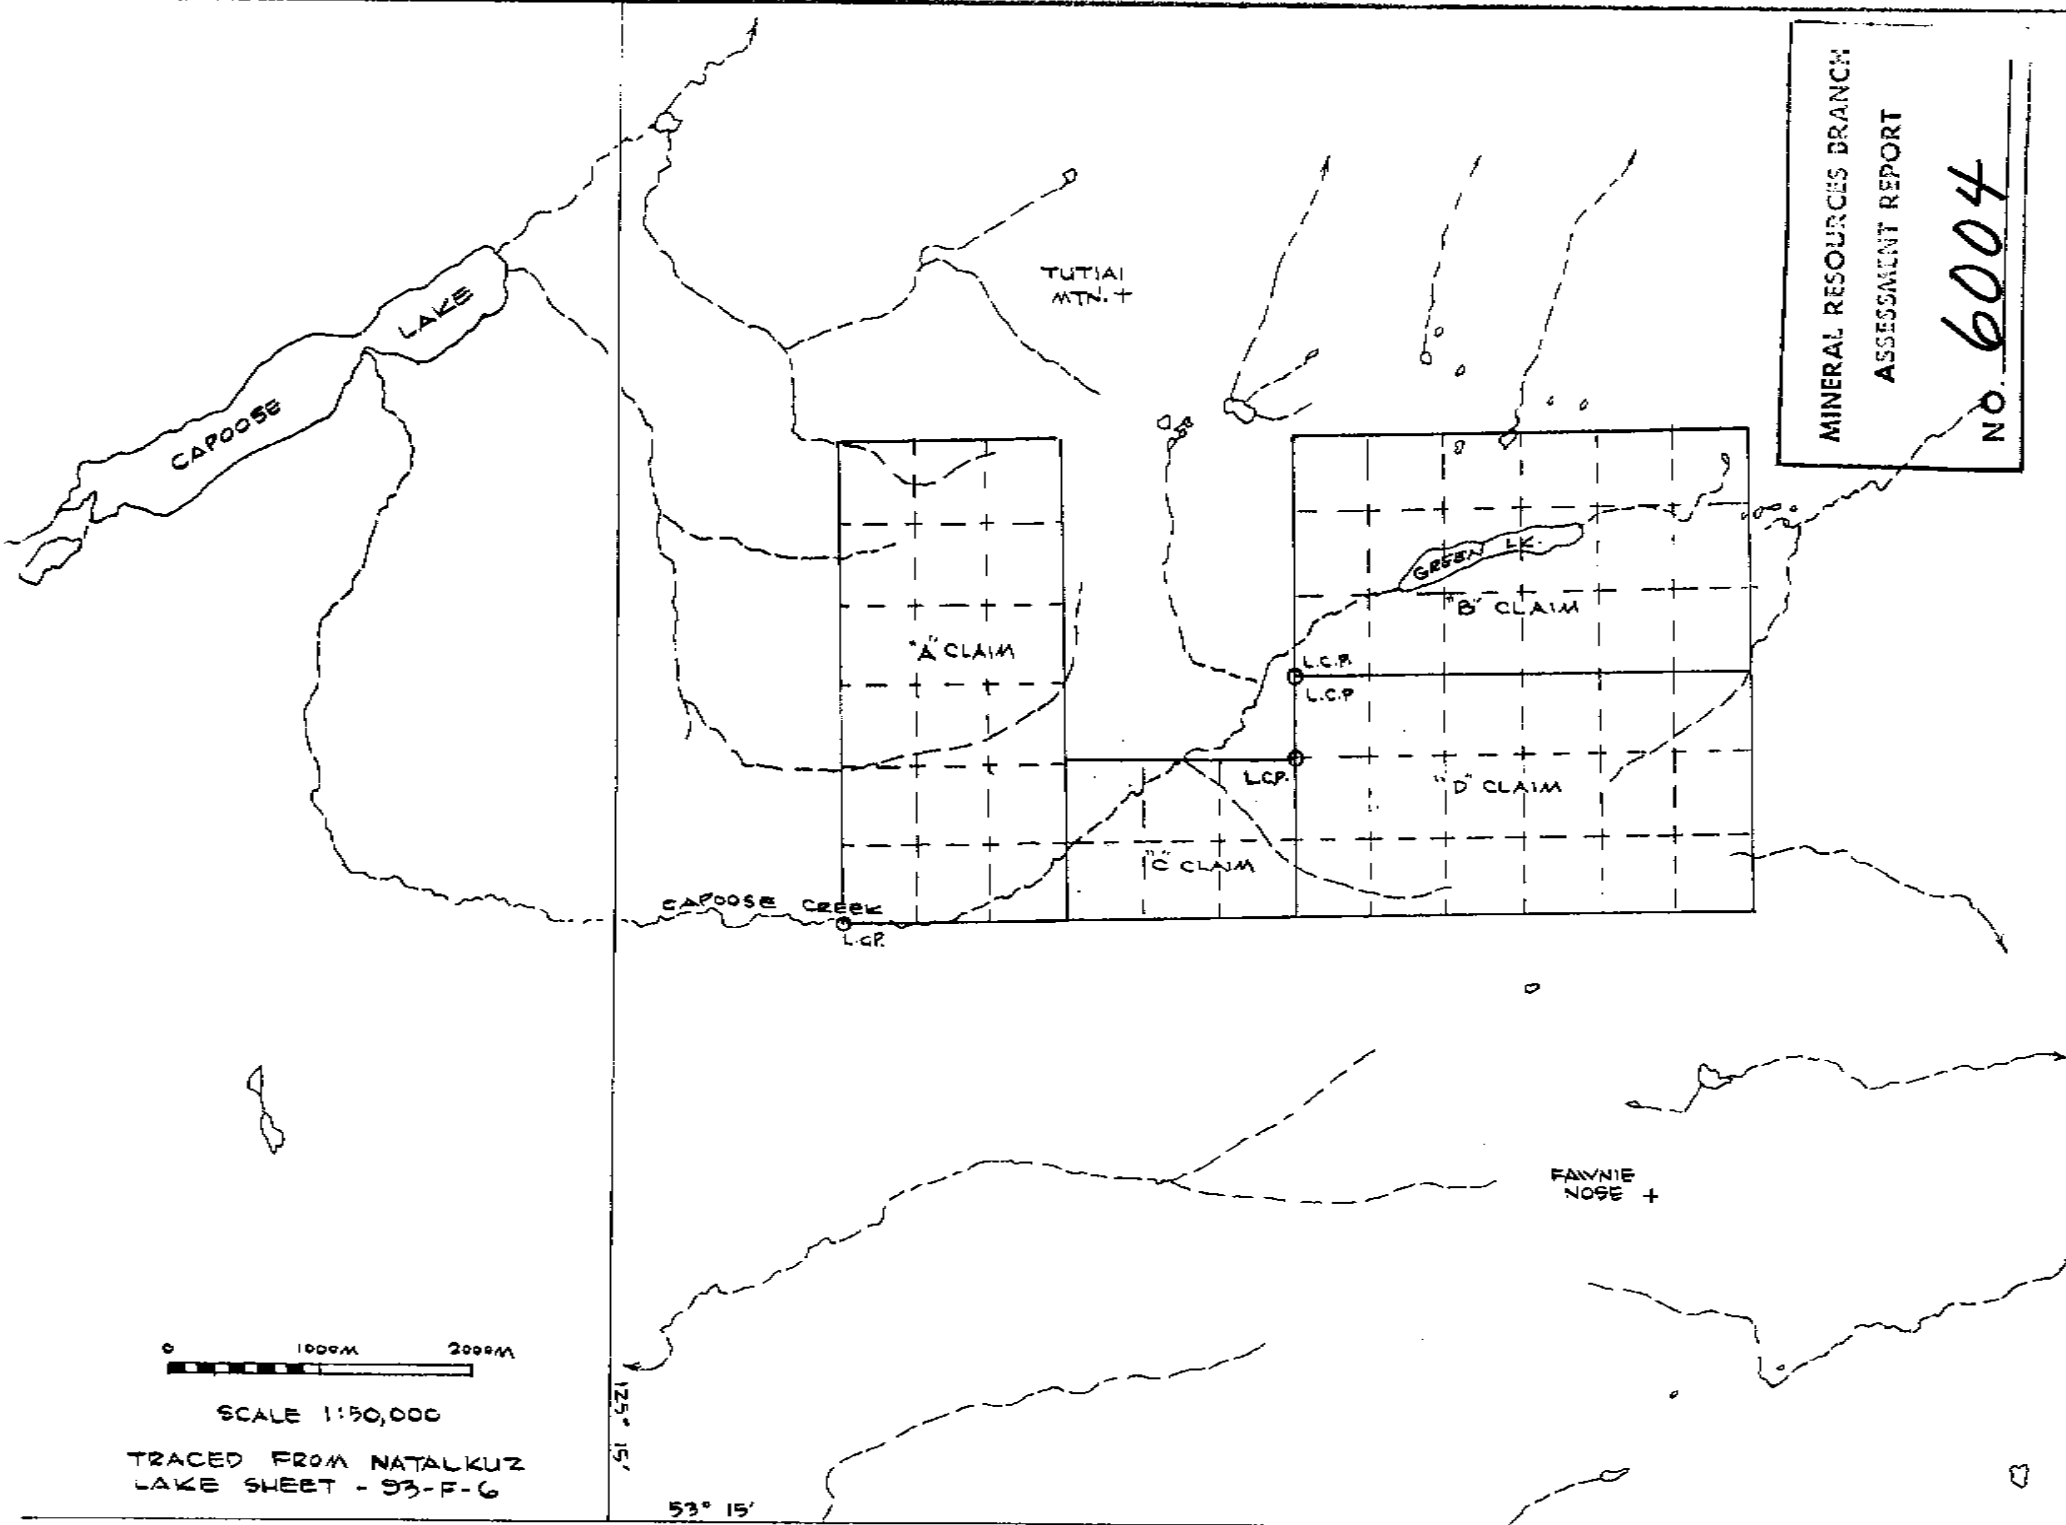 MINERAL RESOURCES BRANCH
ASSESSMENT REPORT
NO. 6004
TUTIAI
MTN. +
CAPOOSE LAKE
GREEN LK.
"A" CLAIM
"B" CLAIM
L.C.P.
L.C.P
L.C.P.
"D" CLAIM
"C" CLAIM
CAPOOSE CREEK
L.C.P.
FAWNIE
NOSE +
0 1000M 2000M
SCALE 1:50,000
TRACED FROM NATALKUZ
LAKE SHEET - 93-F-6
125° 15'
53° 15'